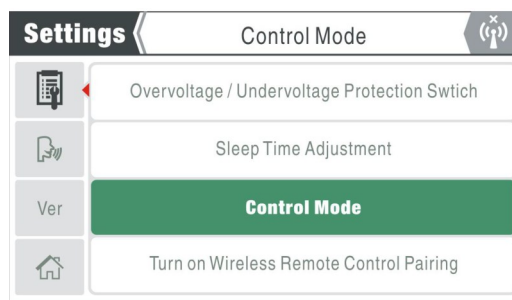 Settings
Control Mode
Overvoltage / Undervoltage Protection Swtich
Sleep Time Adjustment
Ver
Control Mode
Turn on Wireless Remote Control Pairing